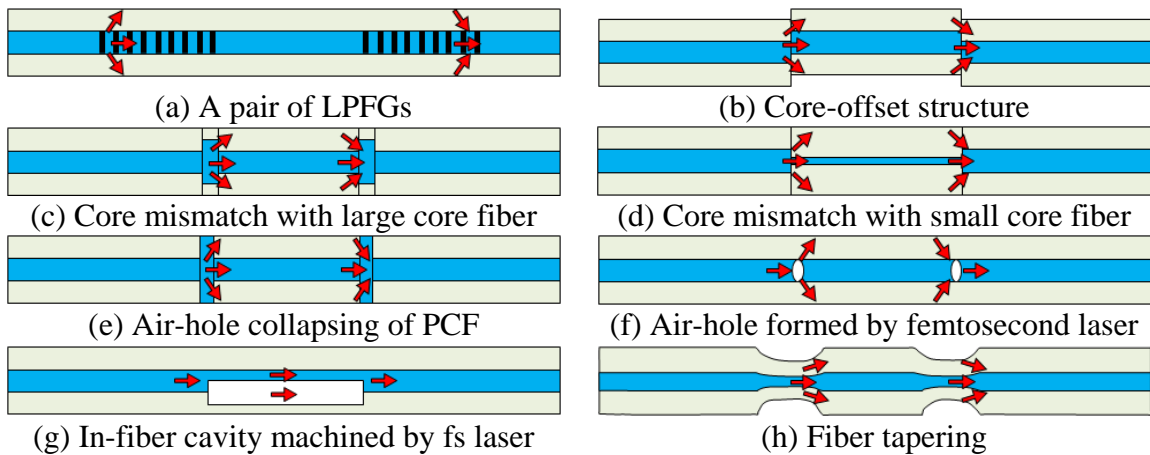 (a) A pair of LPFGs
(b) Core-offset structure
(c) Core mismatch with large core fiber
(d) Core mismatch with small core fiber
(e) Air-hole collapsing of PCF
(f) Air-hole formed by femtosecond laser
(g) In-fiber cavity machined by fs laser
(h) Fiber tapering